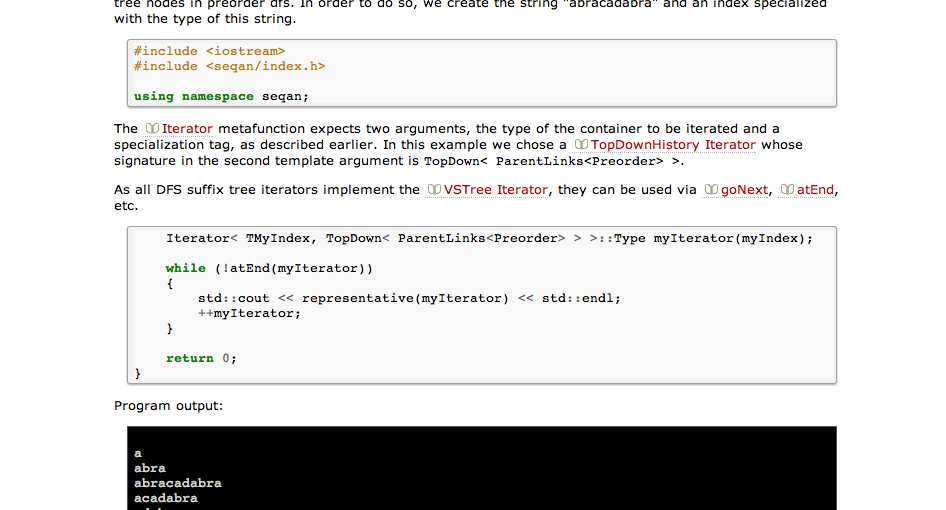 tree nodes in preorder dfs. In order to do so, we create the string "abracadabra" and an index specialized
with the type of this string.
#include <iostream>
#include <seqan/index.h>
using namespace seqan;
The Iterator metafunction expects two arguments, the type of the container to be iterated and a
specialization tag, as described earlier. In this example we chose a TopDownHistory Iterator whose
signature in the second template argument is TopDown< ParentLinks<Preorder> >.
As all DFS suffix tree iterators implement the VSTree Iterator, they can be used via goNext, atEnd,
etc.
Iterator< TMyIndex, TopDown< ParentLinks<Preorder> > >::Type myIterator(myIndex);
while (!atEnd(myIterator))
{
std::cout << representative(myIterator) << std::endl;
++myIterator;
}
return 0;
}
Program output:
a
abra
abracadabra
acadabra